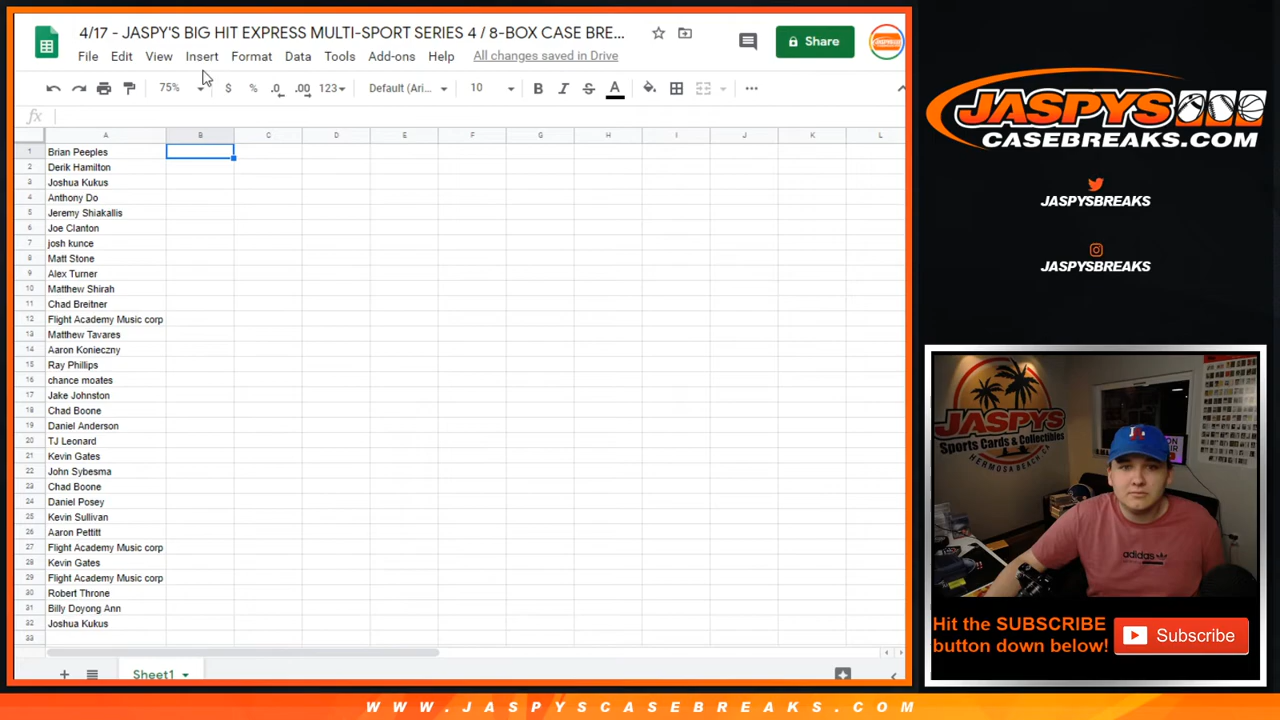 4/17 - JASPY'S BIG HIT EXPRESS MULTI-SPORT SERIES 4 / 8-BOX CASE BRE...
Share
File Edit View Insert Format Data Tools Add-ons Help All changes saved in Drive
75% $ % .0 .00 123 Default (Ari... 10 B I S A
fx
A B C D E F G H I J K L
1 Brian Peeples
2 Derik Hamilton
3 Joshua Kukus
4 Anthony Do
5 Jeremy Shiakallis
6 Joe Clanton
7 josh kunce
8 Matt Stone
9 Alex Turner
10 Matthew Shirah
11 Chad Breitner
12 Flight Academy Music corp
13 Matthew Tavares
14 Aaron Konieczny
15 Ray Phillips
16 chance moates
17 Jake Johnston
18 Chad Boone
19 Daniel Anderson
20 TJ Leonard
21 Kevin Gates
22 John Sybesma
23 Chad Boone
24 Daniel Posey
25 Kevin Sullivan
26 Aaron Pettitt
27 Flight Academy Music corp
28 Kevin Gates
29 Flight Academy Music corp
30 Robert Throne
31 Billy Doyong Ann
32 Joshua Kukus
33
Sheet1
JASPYS
CASEBREAKS.COM
JASPYSBREAKS
JASPYSBREAKS
JASPYS
Sports Cards & Collectibles
HERMOSA BEACH, CA
adidas
Hit the SUBSCRIBE
button down below!
Subscribe
WWW.JASPYSCASEBREAKS.COM